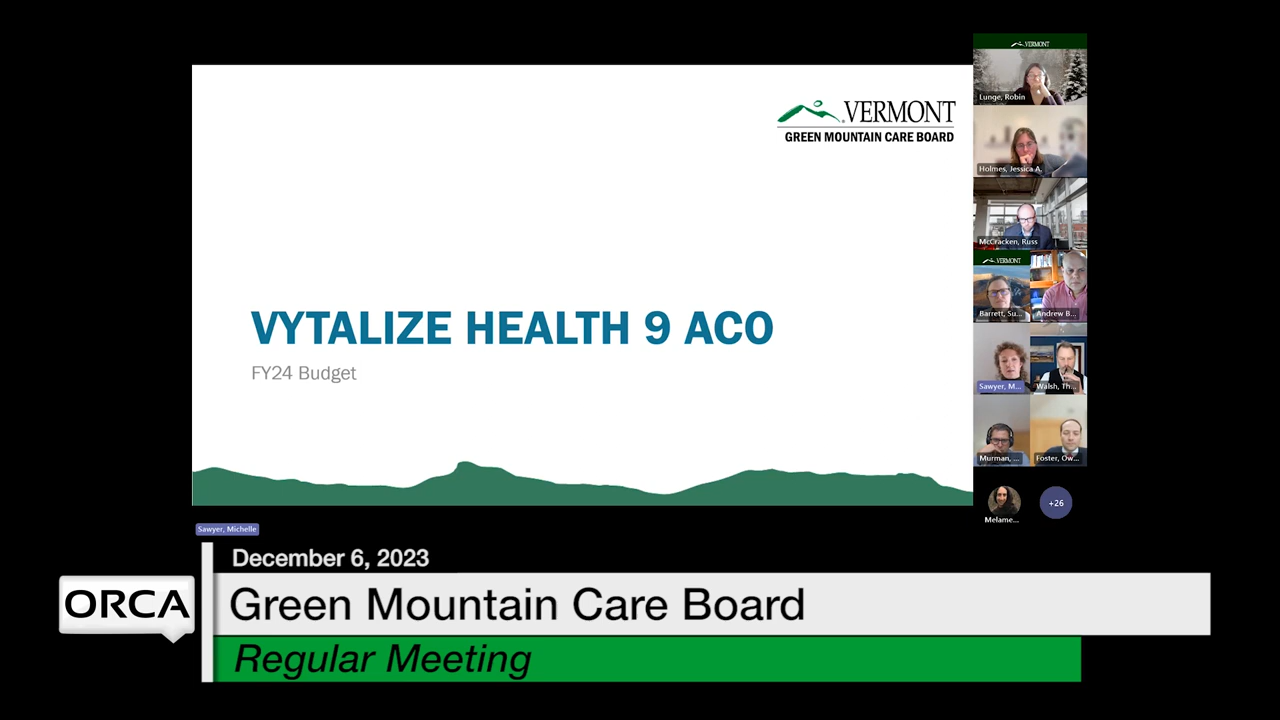 VERMONT
GREEN MOUNTAIN CARE BOARD
VYTALIZE HEALTH 9 ACO
FY24 Budget
VERMONT
Lunge, Robin
Holmes, Jessica A.
McCracken, Russ
VERMONT
Barrett, Su...
Andrew B...
Sawyer, M...
Walsh, Th...
Murman, ...
Foster, Ow...
Melame...
+26
Sawyer, Michelle
December 6, 2023
ORCA
Green Mountain Care Board
Regular Meeting